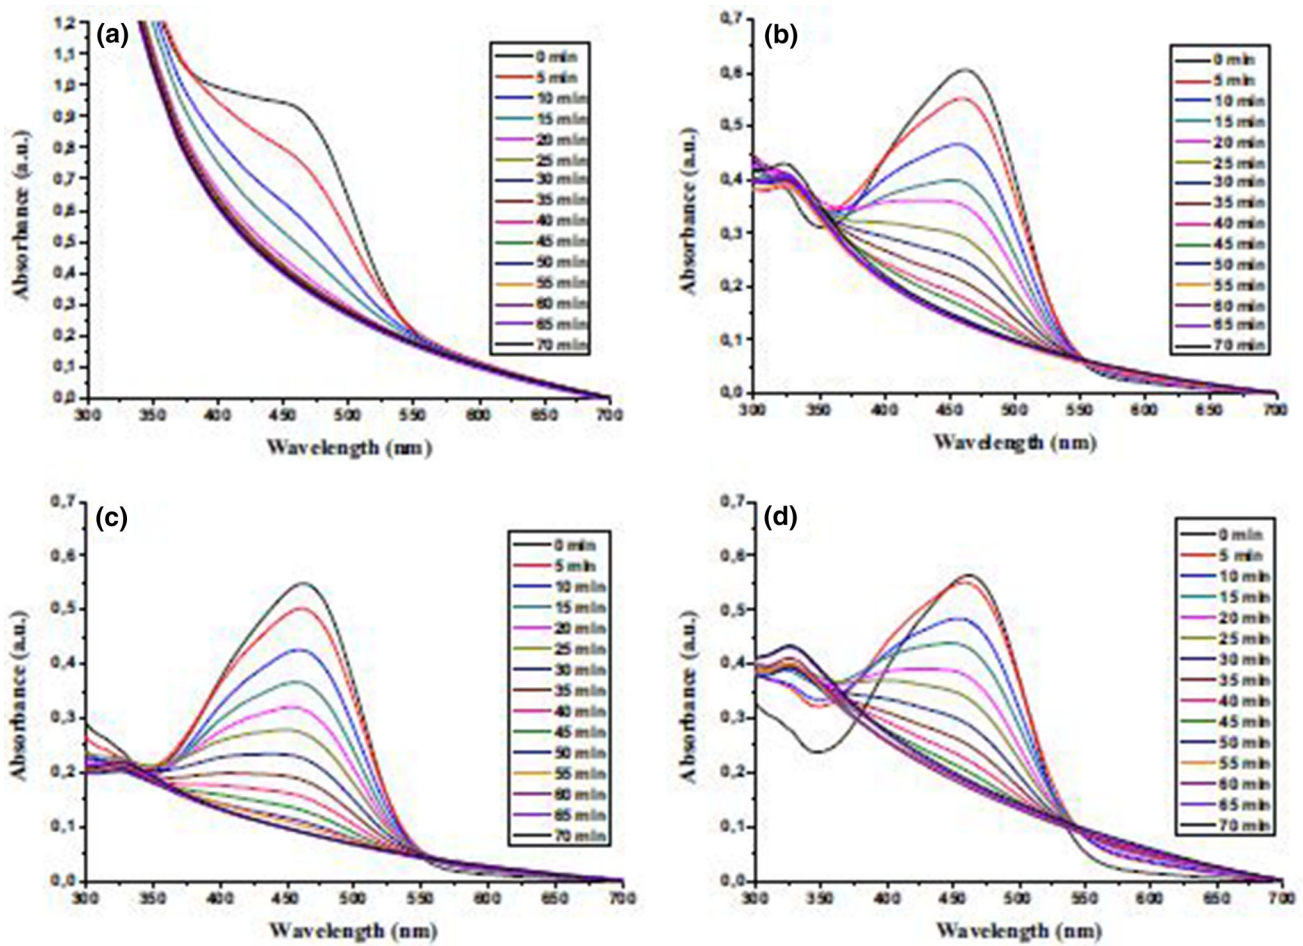 (a)
1,2
1,1
1,0
0,9
0,8
0,7
0,6
0,5
0,4
0,3
0,2
0,1
0,0
Absorbance (a.u.)
300 350 400 450 500 550 600 650 700
Wavelength (nm)
0 min
5 min
10 min
15 min
20 min
25 min
30 min
35 min
40 min
45 min
50 min
55 min
60 min
65 min
70 min
(b)
0,7
0,6
0,5
0,4
0,3
0,2
0,1
0,0
Absorbance (a.u.)
300 350 400 450 500 550 600 650 700
Wavelength (nm)
0 min
5 min
10 min
15 min
20 min
25 min
30 min
35 min
40 min
45 min
50 min
55 min
60 min
65 min
70 min
(c)
0,7
0,6
0,5
0,4
0,3
0,2
0,1
0,0
Absorbance (a.u.)
300 350 400 450 500 550 600 650 700
Wavelength (nm)
0 min
5 min
10 min
15 min
20 min
25 min
30 min
35 min
40 min
45 min
50 min
55 min
60 min
65 min
70 min
(d)
0,7
0,6
0,5
0,4
0,3
0,2
0,1
0,0
Absorbance (a.u.)
300 350 400 450 500 550 600 650 700
Wavelength (nm)
0 min
5 min
10 min
15 min
20 min
25 min
30 min
35 min
40 min
45 min
50 min
55 min
60 min
65 min
70 min